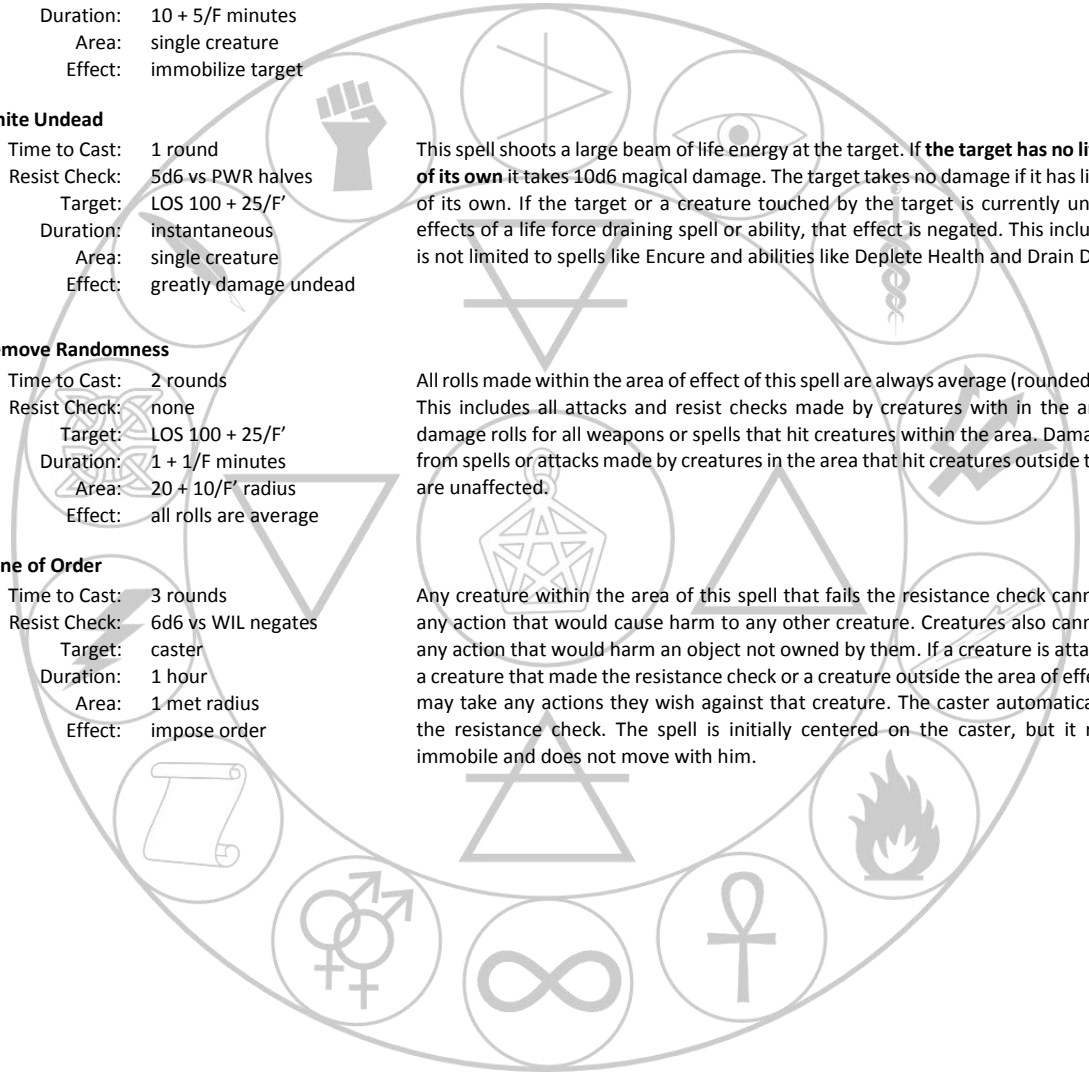 Duration: 10 + 5/F minutes
Area: single creature
Effect: immobilize target
nite Undead
Time to Cast: 1 round
Resist Check: 5d6 vs PWR halves
Target: LOS 100 + 25/F’
Duration: instantaneous
Area: single creature
Effect: greatly damage undead
This spell shoots a large beam of life energy at the target. If the target has no li
of its own it takes 10d6 magical damage. The target takes no damage if it has li
of its own. If the target or a creature touched by the target is currently un
effects of a life force draining spell or ability, that effect is negated. This inclu
is not limited to spells like Encure and abilities like Deplete Health and Drain D
emove Randomness
Time to Cast: 2 rounds
Resist Check: none
Target: LOS 100 + 25/F’
Duration: 1 + 1/F minutes
Area: 20 + 10/F’ radius
Effect: all rolls are average
All rolls made within the area of effect of this spell are always average (rounded
This includes all attacks and resist checks made by creatures with in the a
damage rolls for all weapons or spells that hit creatures within the area. Dama
from spells or attacks made by creatures in the area that hit creatures outside t
are unaffected.
ne of Order
Time to Cast: 3 rounds
Resist Check: 6d6 vs WIL negates
Target: caster
Duration: 1 hour
Area: 1 met radius
Effect: impose order
Any creature within the area of this spell that fails the resistance check cann
any action that would cause harm to any other creature. Creatures also cann
any action that would harm an object not owned by them. If a creature is atta
a creature that made the resistance check or a creature outside the area of effe
may take any actions they wish against that creature. The caster automatica
the resistance check. The spell is initially centered on the caster, but it r
immobile and does not move with him.